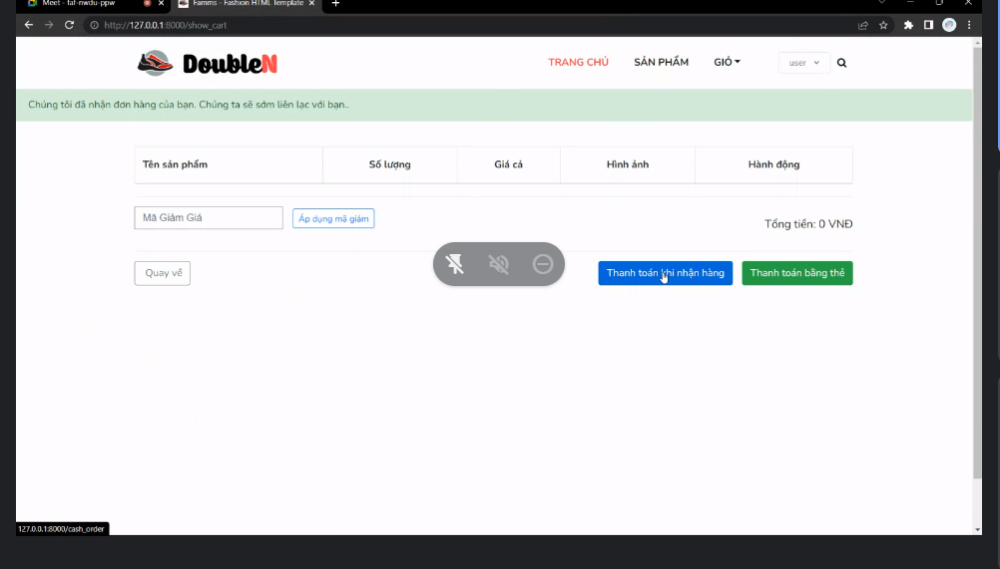 Meet - faf-nwdu-ppw
Famms - Fashion HTML Template
http://127.0.0.1:8000/show_cart
DoubleN
TRANG CHỦ SẢN PHẨM GIỎ user
Chúng tôi đã nhận đơn hàng của bạn. Chúng ta sẽ sớm liên lạc với bạn..
Tên sản phẩm Số lượng Giá cả Hình ảnh Hành động
Mã Giảm Giá Áp dụng mã giảm
Tổng tiền: 0 VNĐ
Quay về Thanh toán khi nhận hàng Thanh toán bằng thẻ
127.0.0.1:8000/cash_order